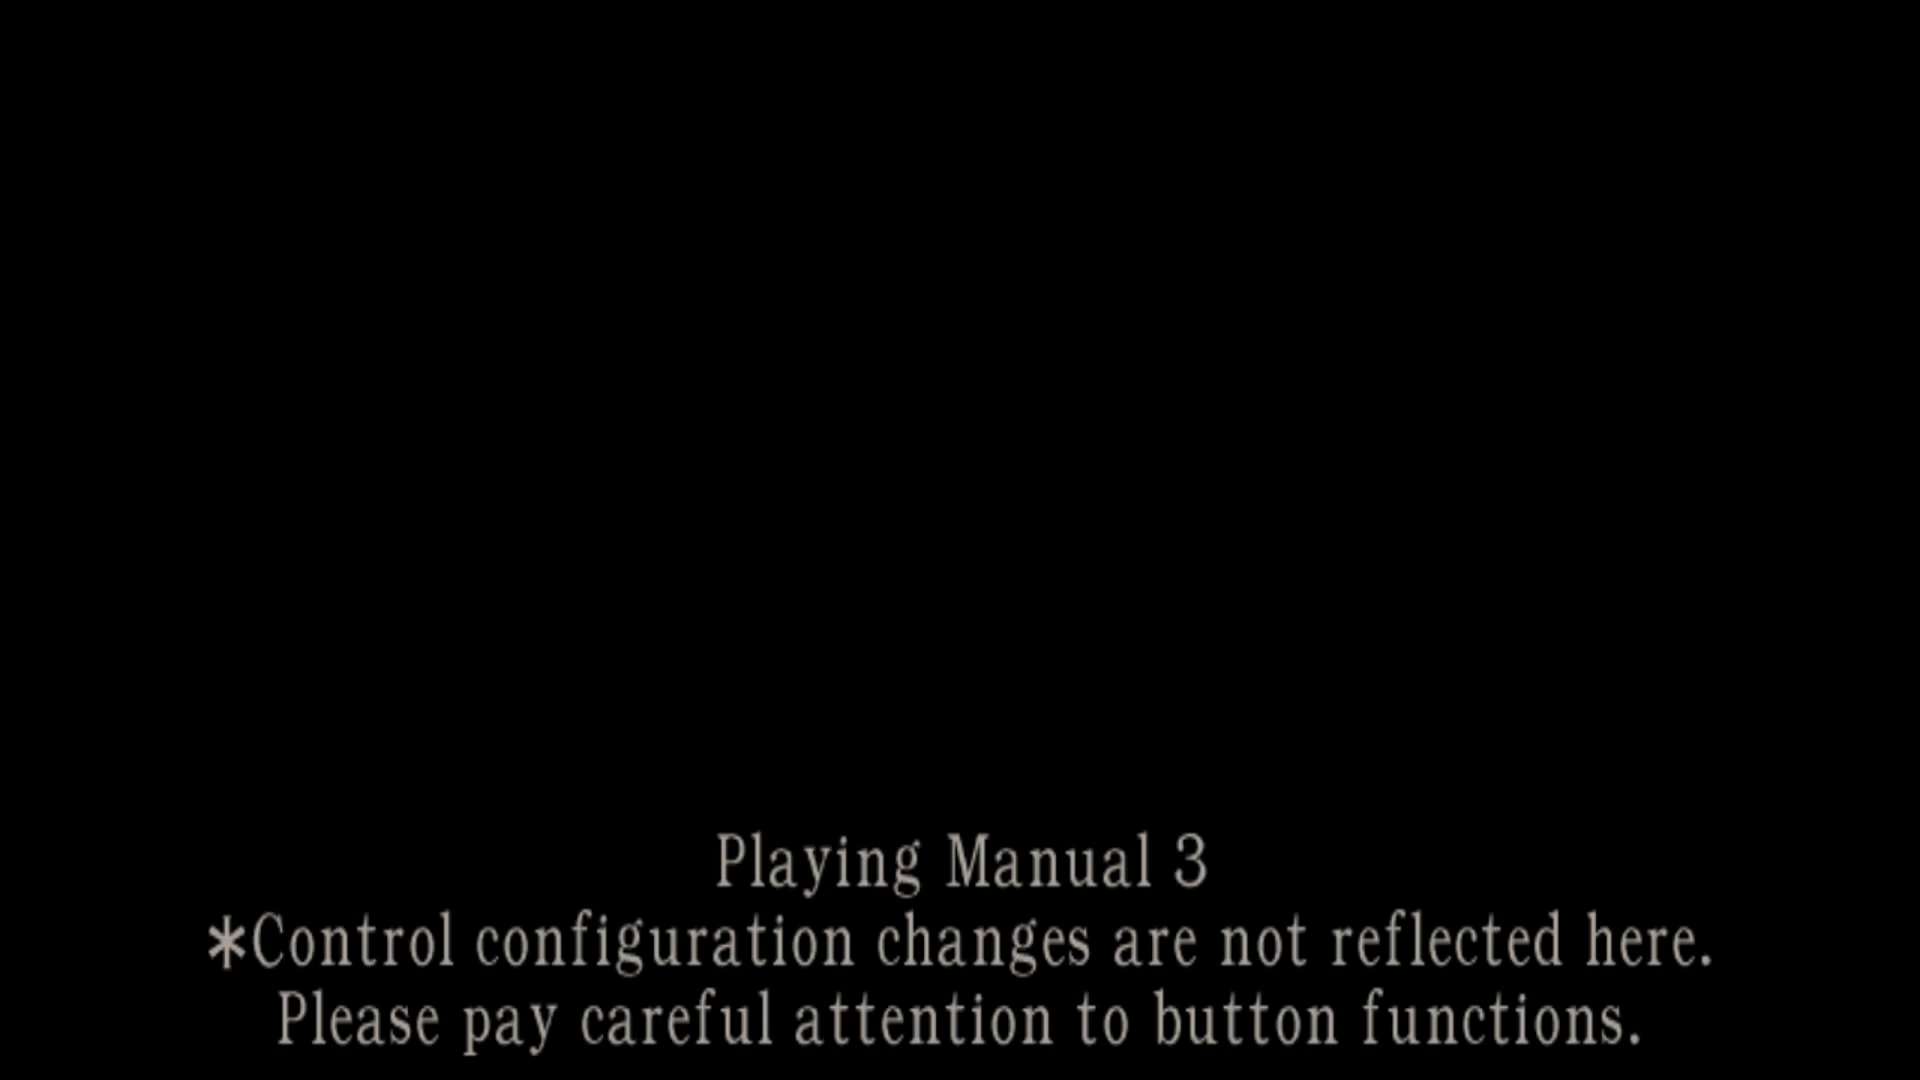 Playing Manual 3
*Control configuration changes are not reflected here.
Please pay careful attention to button functions.